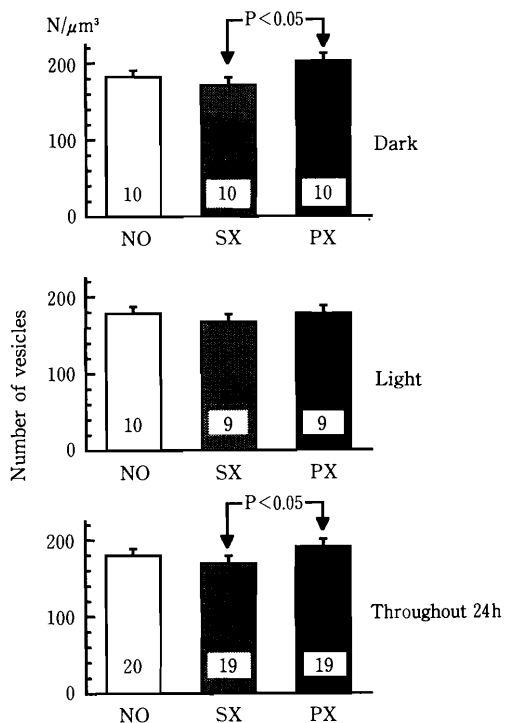 N/μm³
P<0.05
200
100
0
10
10
10
NO
SX
PX
Dark
Number of vesicles
200
100
0
10
9
9
NO
SX
PX
Light
P<0.05
200
100
0
20
19
19
NO
SX
PX
Throughout 24h